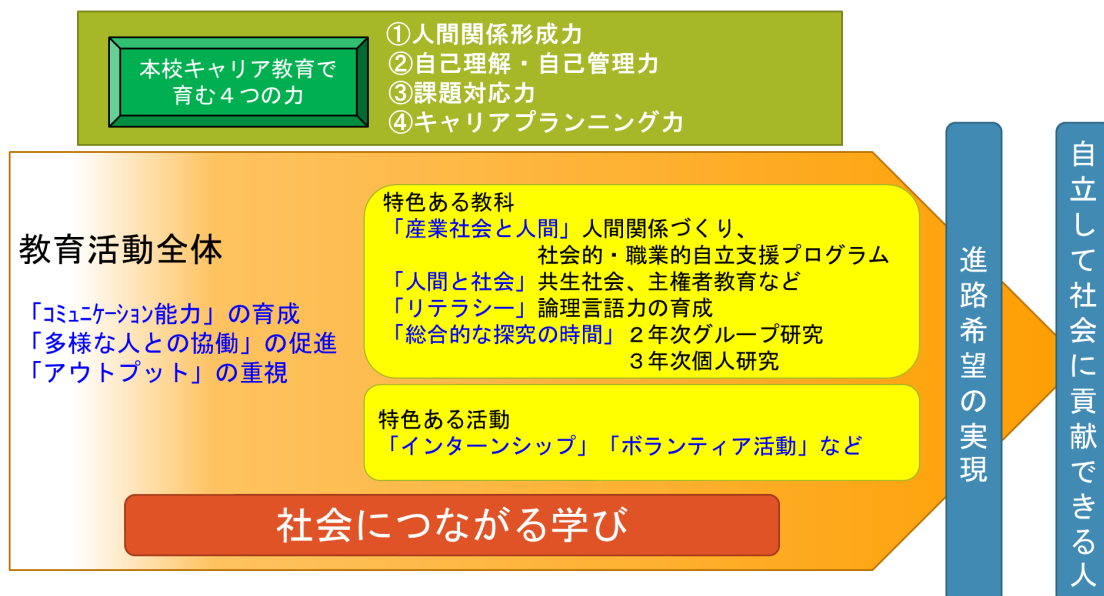 本校キャリア教育で
育む４つの力
①人間関係形成力
②自己理解・自己管理力
③課題対応力
④キャリアプランニング力
教育活動全体
「ｺﾐｭﾆｹｰｼｮﾝ能力」の育成
「多様な人との協働」の促進
「アウトプット」の重視
特色ある教科
「産業社会と人間」人間関係づくり、
社会的・職業的自立支援プログラム
「人間と社会」共生社会、主権者教育など
「リテラシー」論理言語力の育成
「総合的な探究の時間」２年次グループ研究
３年次個人研究
特色ある活動
「インターンシップ」「ボランティア活動」など
社会につながる学び
進路希望の実現
自立して社会に貢献できる人